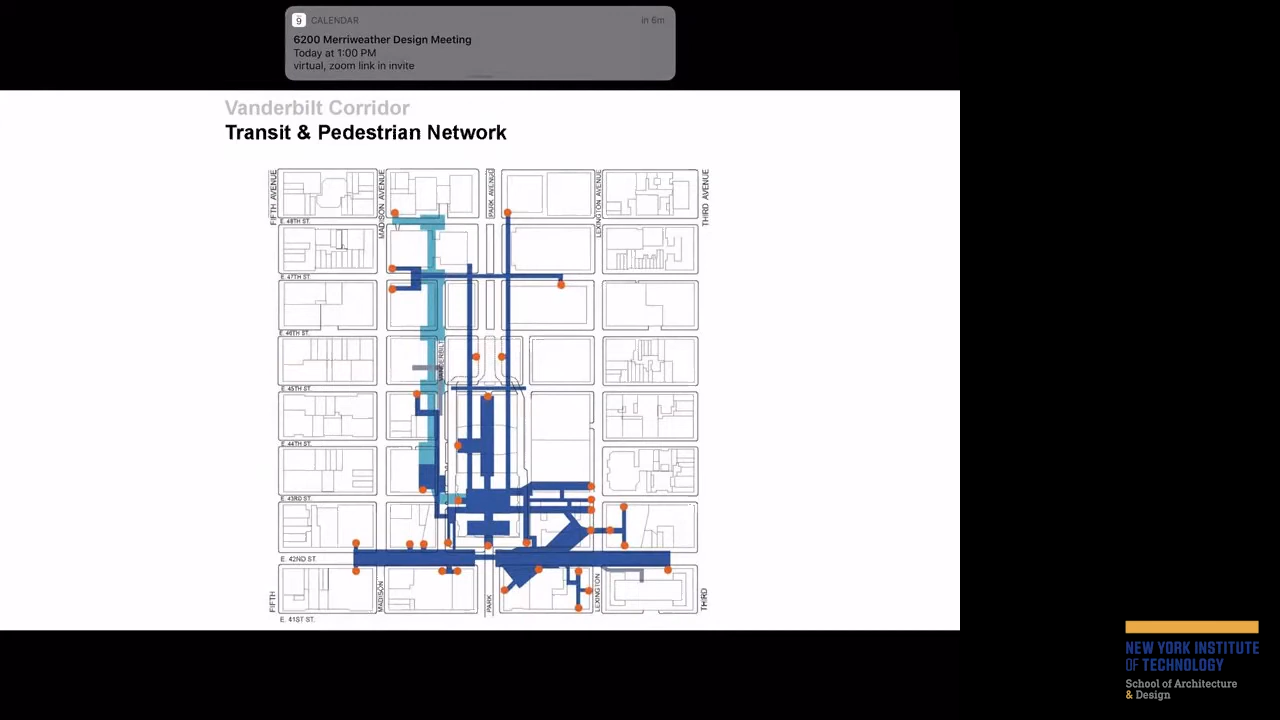 9 CALENDAR in 6m
6200 Merriweather Design Meeting
Today at 1:00 PM
virtual, zoom link in invite
Vanderbilt Corridor
Transit & Pedestrian Network
FIFTH AVENUE
MADISON AVENUE
PARK AVENUE
LEXINGTON AVENUE
THIRD AVENUE
E. 48TH ST.
E. 47TH ST.
E. 46TH ST.
VANDERBILT
E. 45TH ST.
E. 44TH ST.
E. 43RD ST.
E. 42ND ST
FIFTH
MADISON
PARK
LEXINGTON
THIRD
E. 41ST ST.
NEW YORK INSTITUTE
OF TECHNOLOGY
School of Architecture
& Design